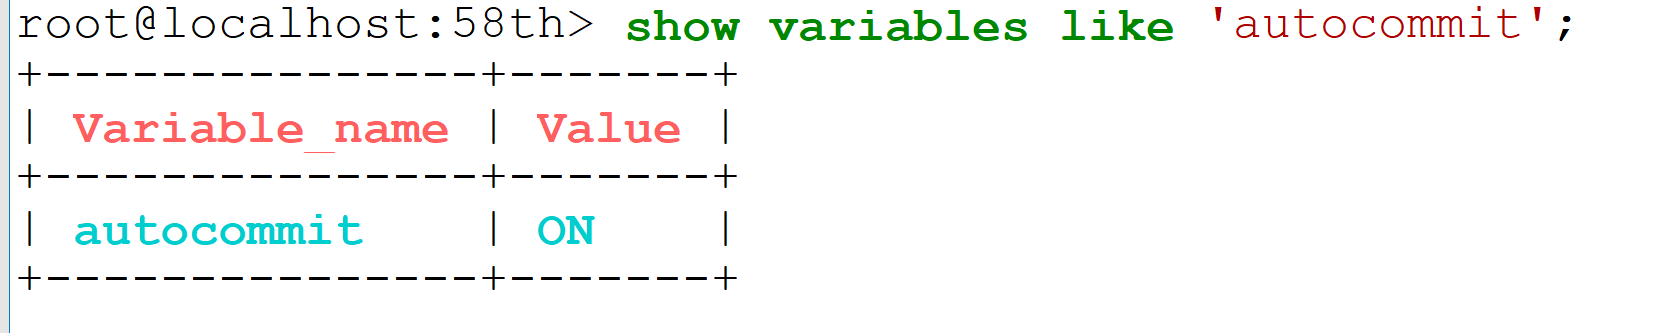 root@localhost:58th> show variables like 'autocommit';
+---------------+-------+
| Variable_name | Value |
+---------------+-------+
| autocommit    | ON    |
+---------------+-------+